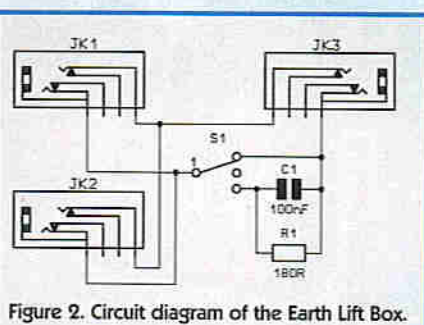 JK1
JK3
S1
1
C1
100nF
JK2
R1
180R
Figure 2. Circuit diagram of the Earth Lift Box.